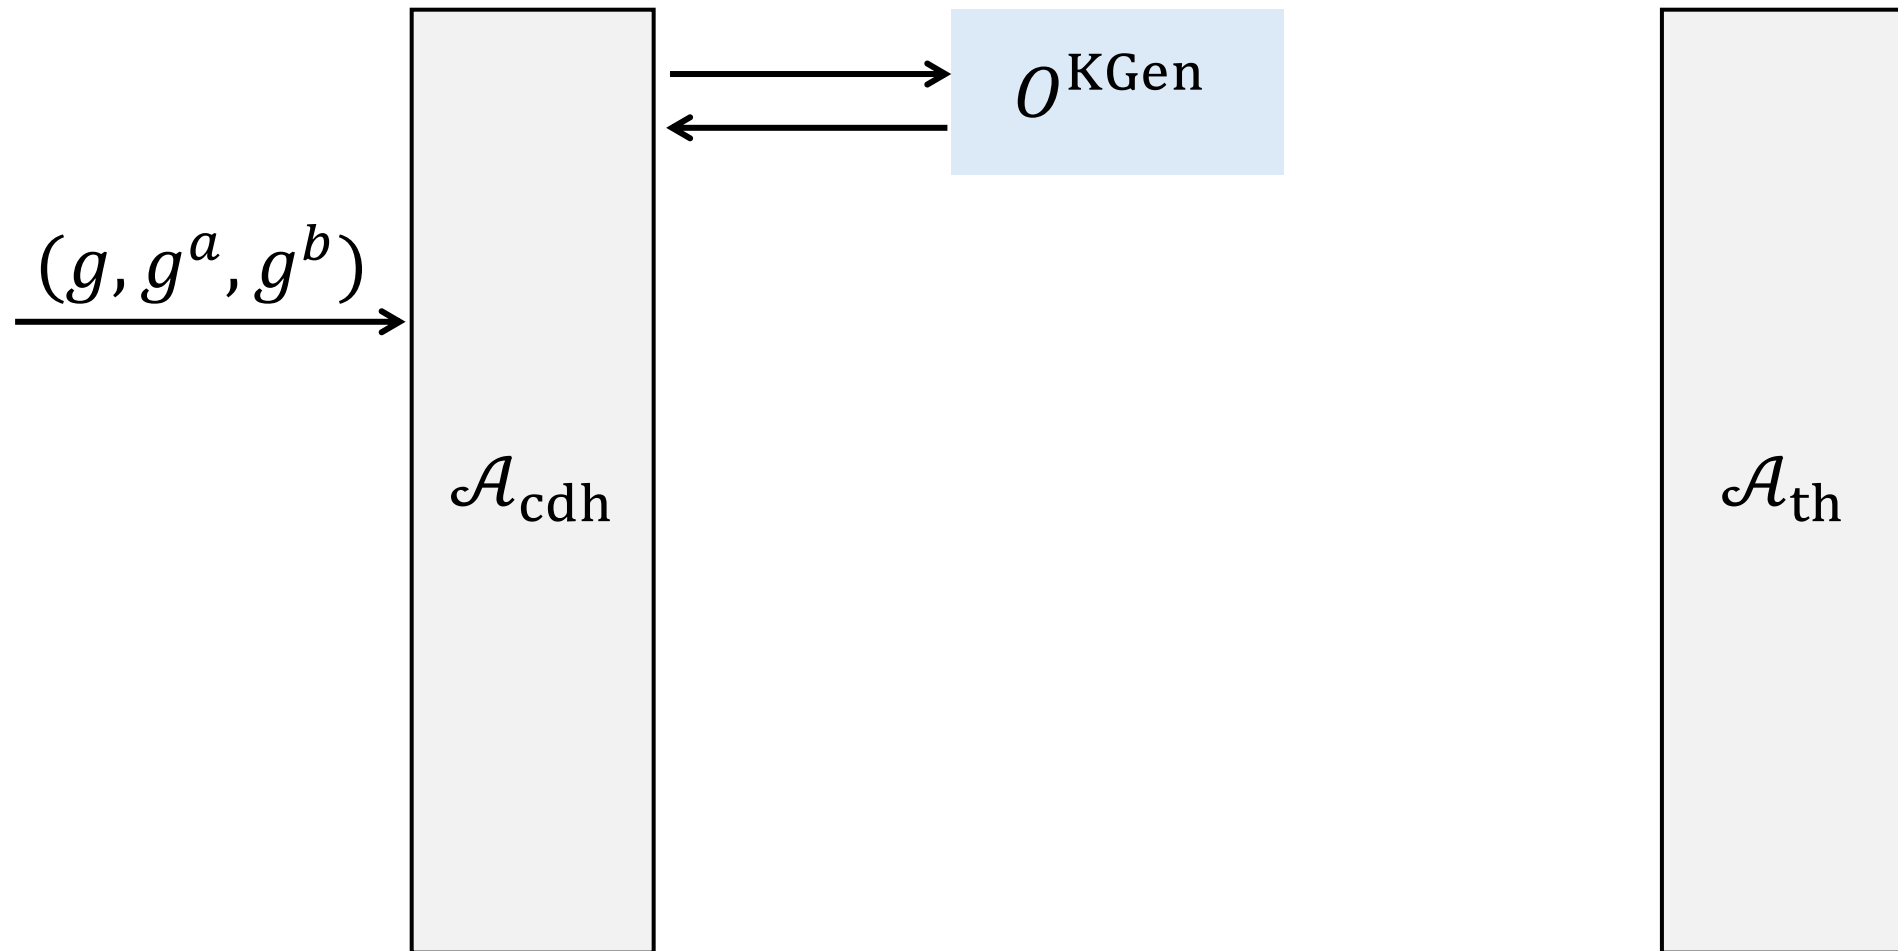 O^KGen
(g, g^a, g^b)
𝒜_cdh
𝒜_th